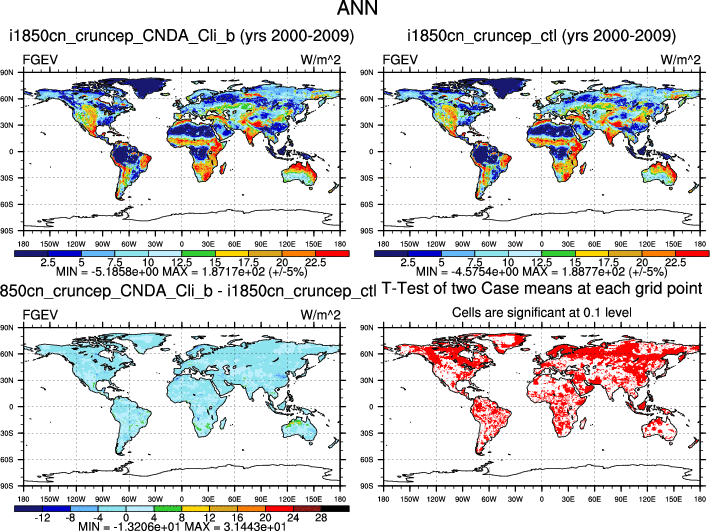 ANN
i1850cn_cruncep_CNDA_Cli_b (yrs 2000-2009)
i1850cn_cruncep_ctl (yrs 2000-2009)
FGEV W/m^2
FGEV W/m^2
90N
60N
30N
0
30S
60S
90S
180 150W 120W 90W 60W 30W 0 30E 60E 90E 120E 150E 180
2.5 5 7.5 10 12.5 15 17.5 20 22.5
MIN = -5.1858e+00 MAX = 1.8717e+02 (+/-5%)
90N
60N
30N
0
30S
60S
90S
180 150W 120W 90W 60W 30W 0 30E 60E 90E 120E 150E 180
2.5 5 7.5 10 12.5 15 17.5 20 22.5
MIN = -4.5754e+00 MAX = 1.8877e+02 (+/-5%)
850cn_cruncep_CNDA_Cli_b - i1850cn_cruncep_ctl
T-Test of two Case means at each grid point
FGEV W/m^2
Cells are significant at 0.1 level
90N
60N
30N
0
30S
60S
90S
180 150W 120W 90W 60W 30W 0 30E 60E 90E 120E 150E 180
-12 -8 -4 0 4 8 12 16 20 24 28
MIN = -1.3206e+01 MAX = 3.1443e+01
90N
60N
30N
0
30S
60S
90S
180 150W 120W 90W 60W 30W 0 30E 60E 90E 120E 150E 180